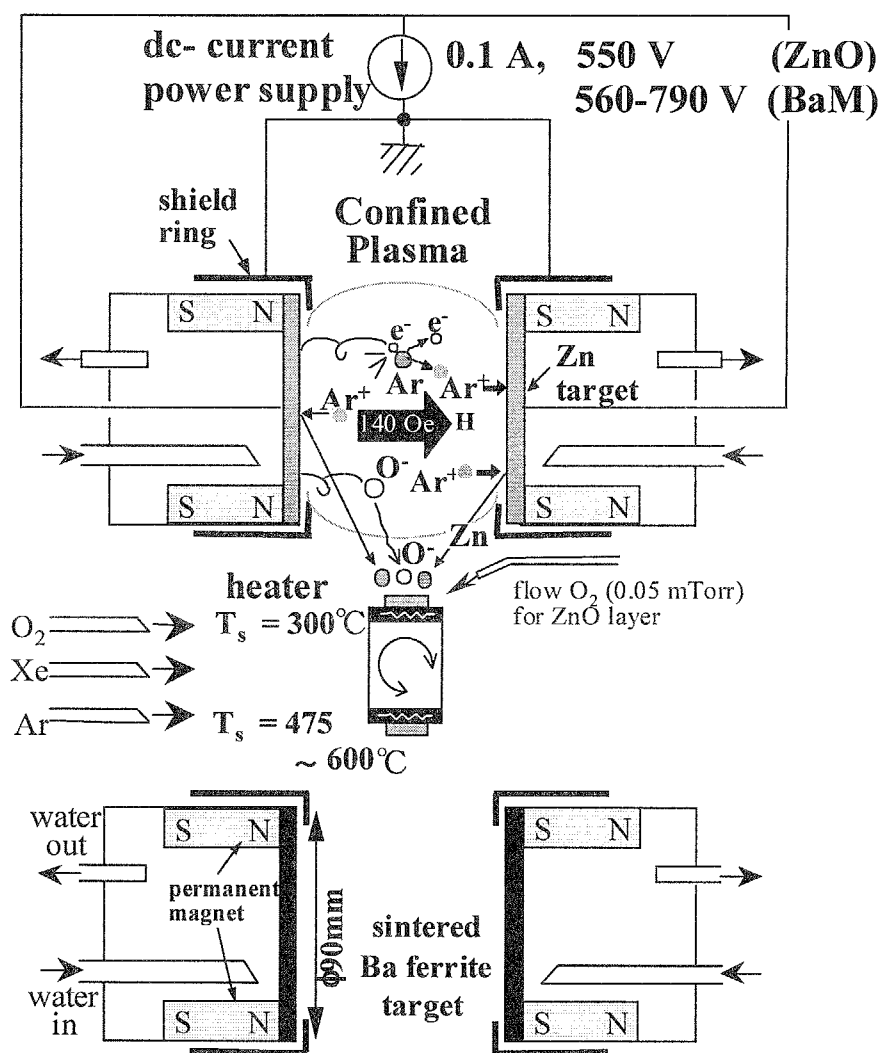 dc- current
power supply
0.1 A, 550 V (ZnO)
560-790 V (BaM)
shield
ring
Confined
Plasma
S N
S N
e- e-
Ar
Ar+
Ar+
Zn
target
140 Oe H
O-
Ar+
S N
S N
Zn
O-
heater
flow O2 (0.05 mTorr)
for ZnO layer
O2
Ts = 300℃
Xe
Ar
Ts = 475
~ 600℃
water
out
S N
S N
permanent
magnet
φ90mm
sintered
Ba ferrite
target
water
in
S N
S N